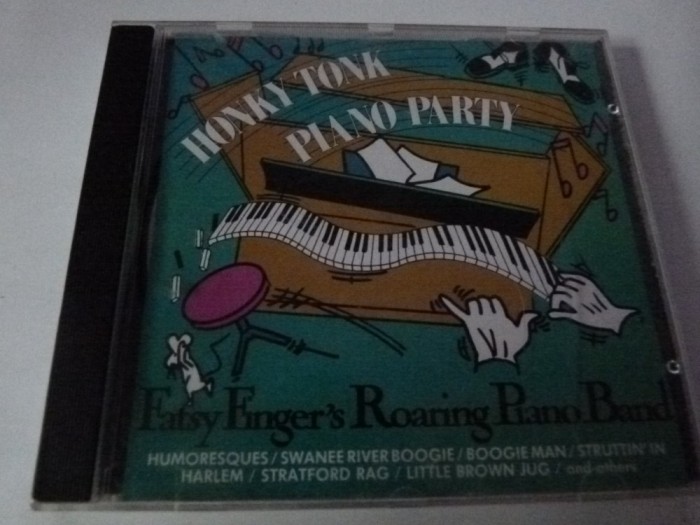 HONKY TONK
PIANO PARTY
Fatsy Finger's Roaring Piano Band
HUMORESQUES / SWANEE RIVER BOOGIE / BOOGIE MAN / STRUTTIN' IN
HARLEM / STRATFORD RAG / LITTLE BROWN JUG / and others